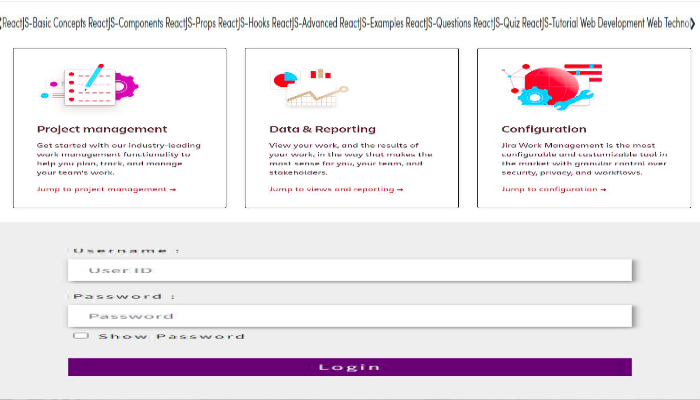 ReactJS-Basic Concepts ReactJS-Components ReactJS-Props ReactJS-Hooks ReactJS-Advanced ReactJS-Examples ReactJS-Questions ReactJS-Quiz ReactJS-Tutorial Web Development Web Techno
Project management
Get started with our industry-leading
work management functionality to
help you plan, track, and manage
your team's work.
Jump to project management →
Data & Reporting
View your work, and the results of
your work, in the way that makes the
most sense for you, your team, and
stakeholders.
Jump to views and reporting →
Configuration
Jira Work Management is the most
configurable and customizable tool in
the market with granular control over
security, privacy, and workflows.
Jump to configuration →
Username :
User ID
Password :
Password
Show Password
Login